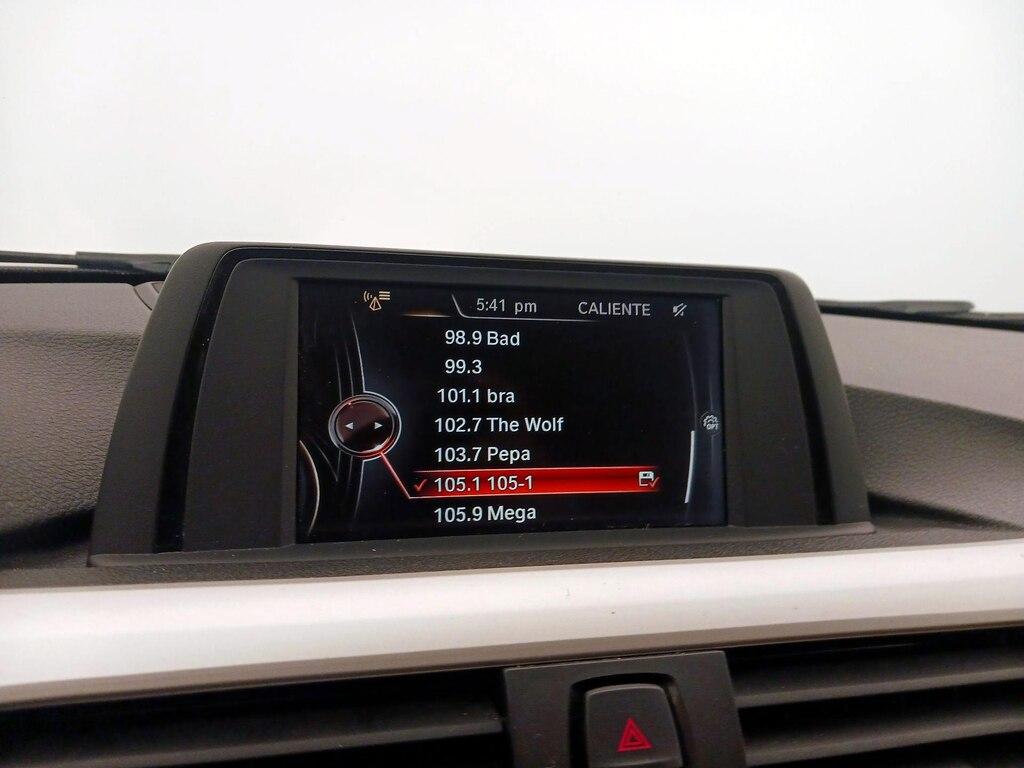 5:41 pm CALIENTE
98.9 Bad
99.3
101.1 bra
102.7 The Wolf
103.7 Pepa
105.1 105-1
105.9 Mega
OPT